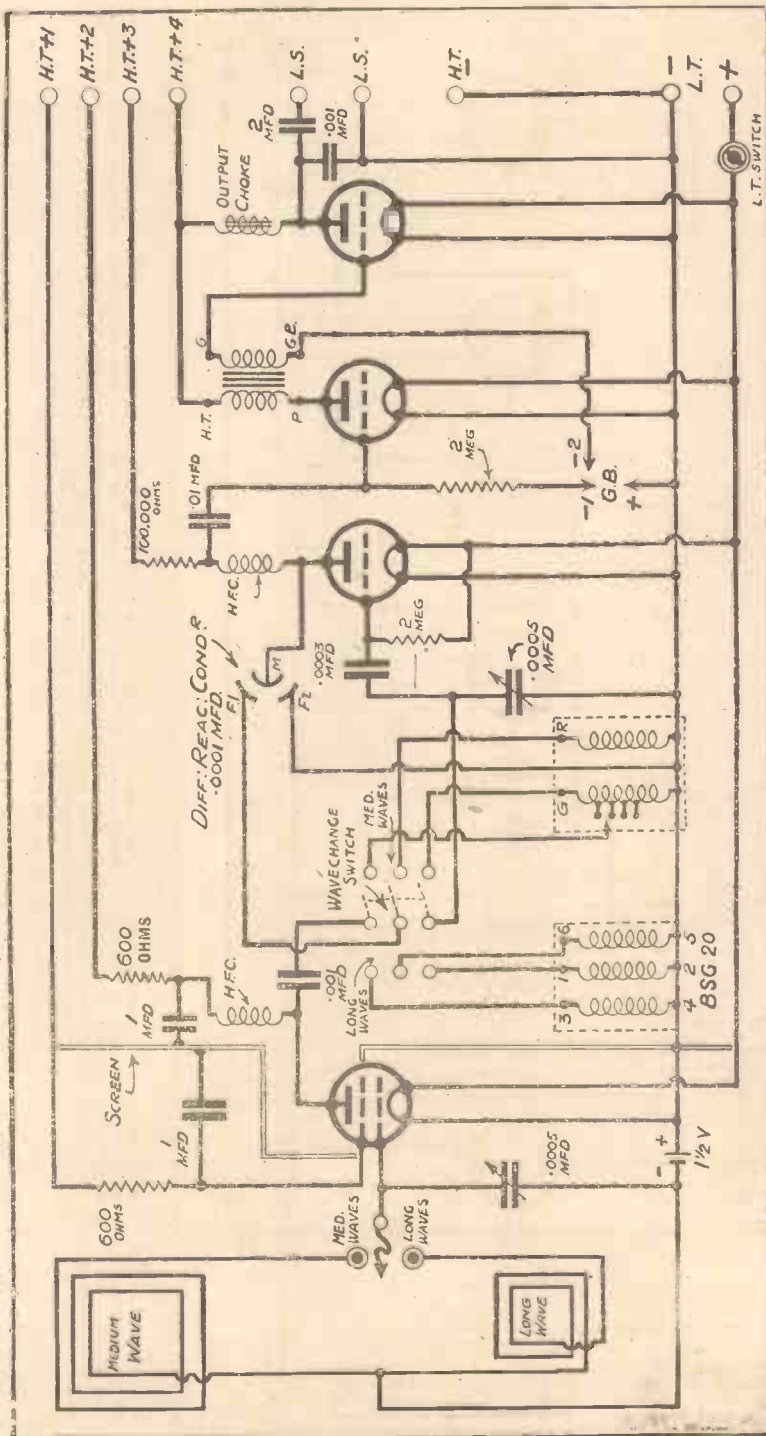 H.T.+1
H.T.+2
H.T.+3
H.T.+4
L.S.
L.S.
H.T.
−
−
L.T.
+
L.T. SWITCH
2
MFD
.001
MFD
OUTPUT
CHOKE
G
G.B.
H.T.
P
2
MEG
-2
-1
G.B.
+
.01 MFD
100,000
OHMS
H.F.C.
2
MEG
.0003
MFD
DIFF: REAC: CONDR
.0001 MFD.
F1
M
F2
.0005
MFD
R
G
WAVECHANGE
SWITCH
MED.
WAVES
LONG
WAVES
.001
MFD
600
OHMS
H.F.C.
1
MFD
SCREEN
1
MFD
600
OHMS
6
5
1
2
3
4
BSG 20
.0005
MFD
- +
1½ V
MED.
WAVES
LONG
WAVES
MEDIUM
WAVE
LONG
WAVE